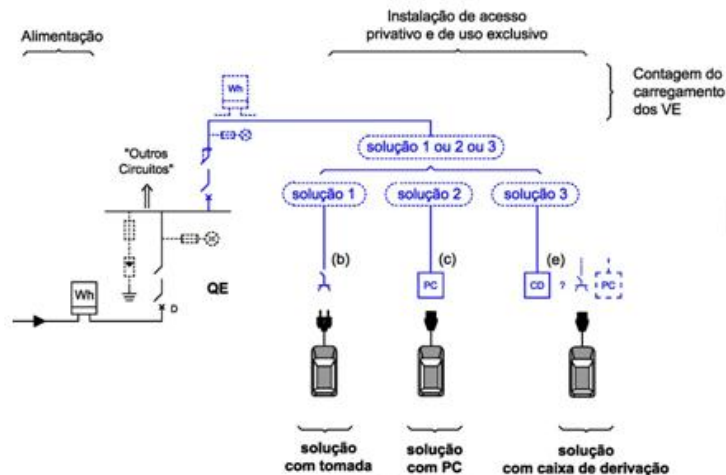 Alimentação
Instalação de acesso
privativo e de uso exclusivo
Contagem do
carregamento
dos VE
Wh
"Outros
Circuitos"
solução 1 ou 2 ou 3
solução 1
solução 2
solução 3
(b)
(c)
(e)
QE
PC
CD
?
PC
Wh
D
solução
com tomada
solução
com PC
solução
com caixa de derivação